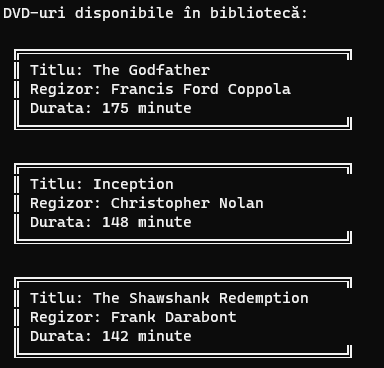 DVD-uri disponibile în bibliotecă:
Titlu: The Godfather
Regizor: Francis Ford Coppola
Durata: 175 minute
Titlu: Inception
Regizor: Christopher Nolan
Durata: 148 minute
Titlu: The Shawshank Redemption
Regizor: Frank Darabont
Durata: 142 minute